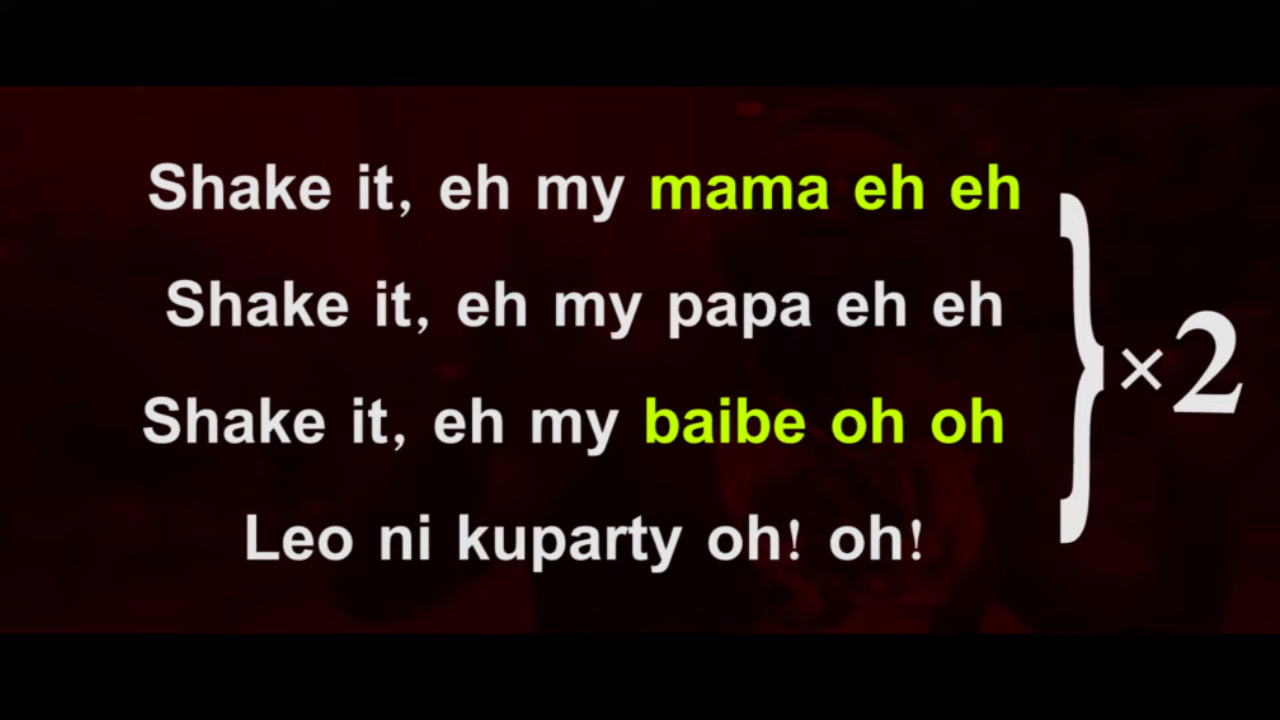 Shake it, eh my mama eh eh
Shake it, eh my papa eh eh
Shake it, eh my baibe oh oh
Leo ni kuparty oh! oh!
×2